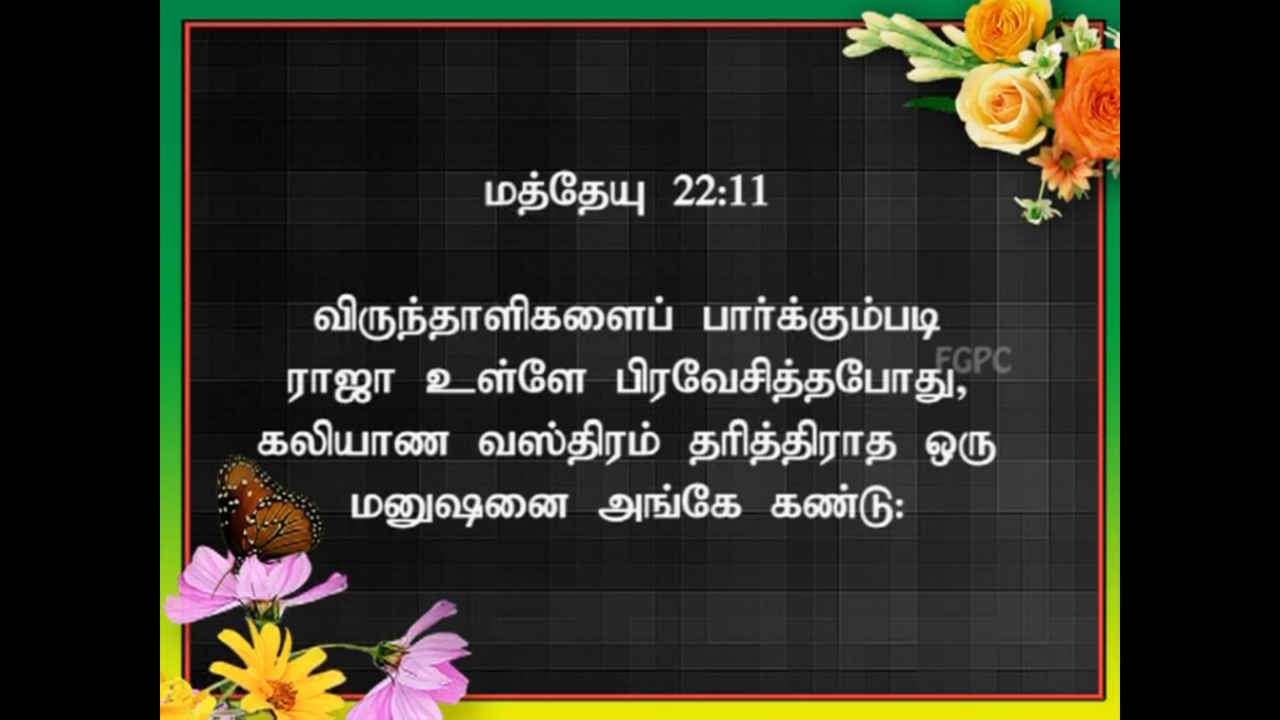 மத்தேயு 22:11
விருந்தாளிகளைப் பார்க்கும்படி
ராஜா உள்ளே பிரவேசித்தபோது,
கலியாண வஸ்திரம் தரித்திராத ஒரு
மனுஷனை அங்கே கண்டு:
FGPC